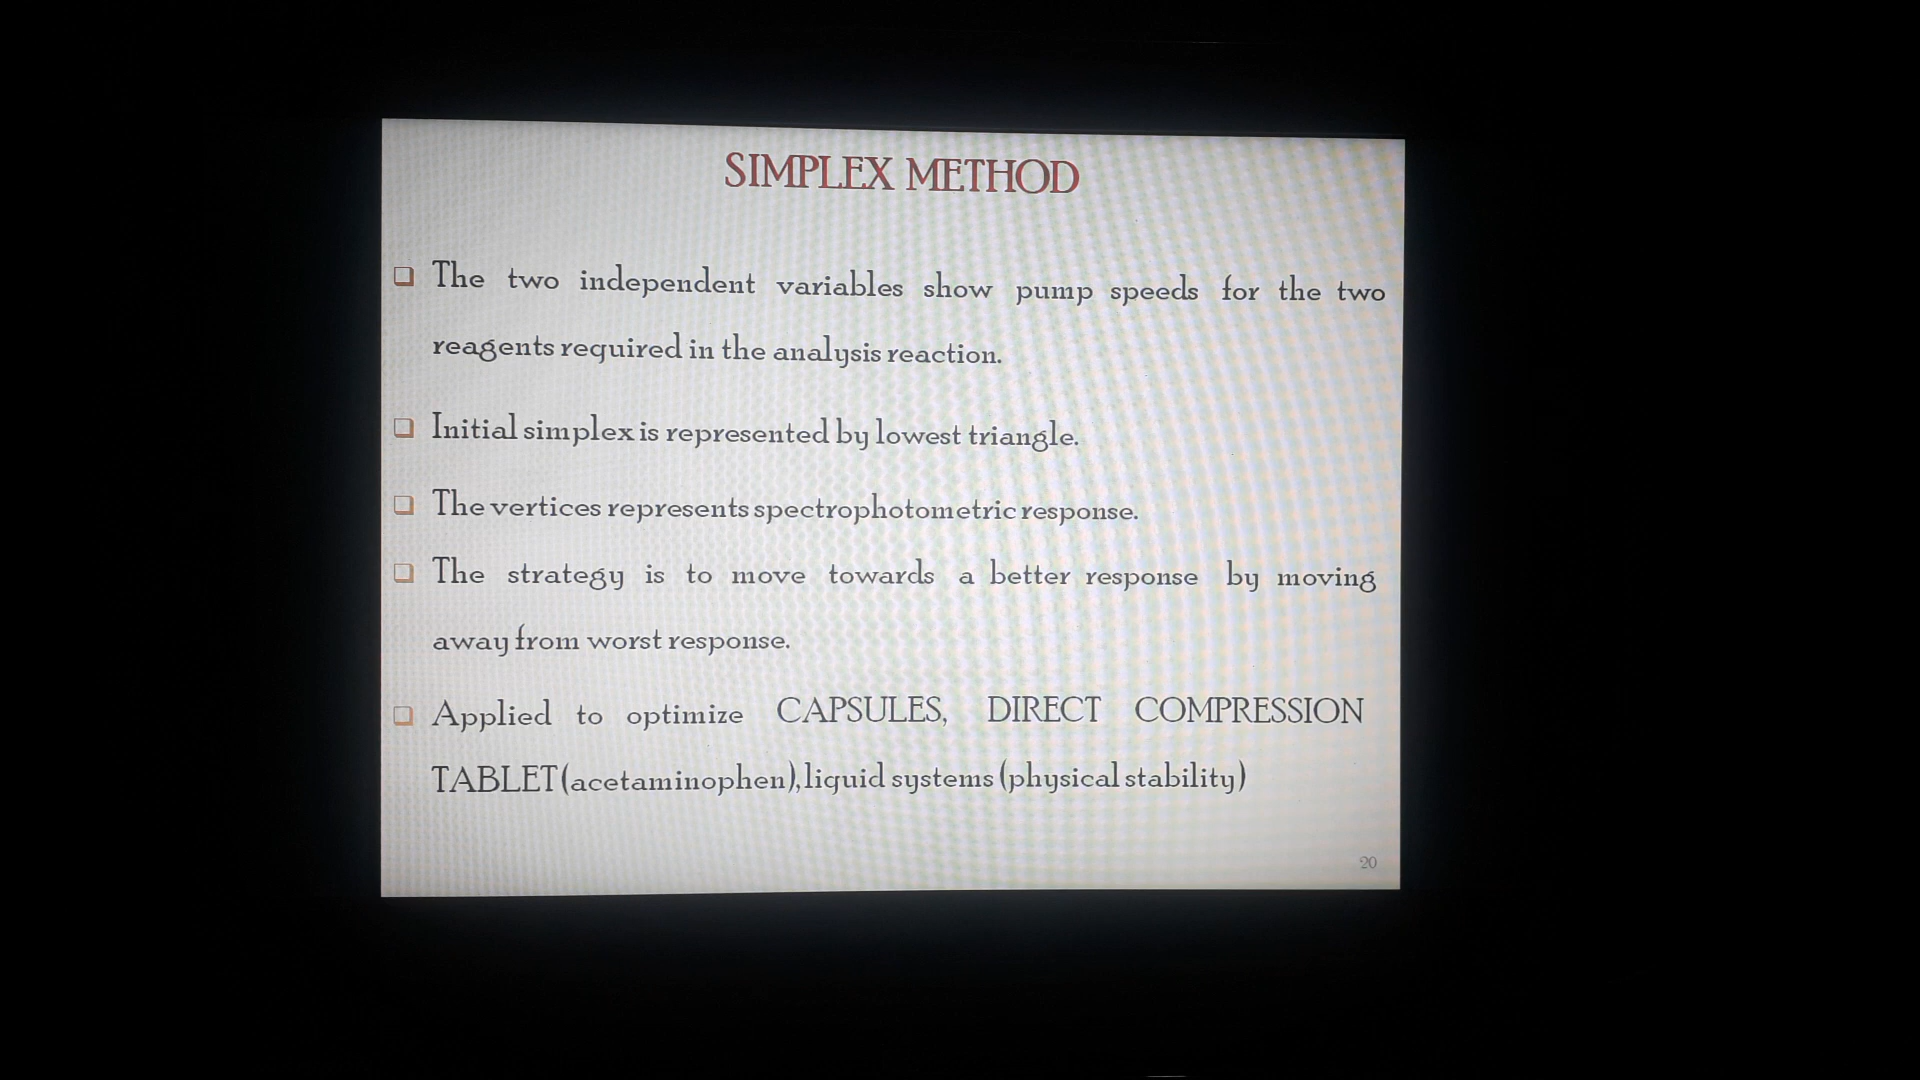 SIMPLEX METHOD
❑ The two independent variables show pump speeds for the two
reagents required in the analysis reaction.
❑ Initial simplex is represented by lowest triangle.
❑ The vertices represents spectrophotometric response.
❑ The strategy is to move towards a better response by moving
away from worst response.
❑ Applied to optimize CAPSULES, DIRECT COMPRESSION
TABLET (acetaminophen), liquid systems (physical stability)
20